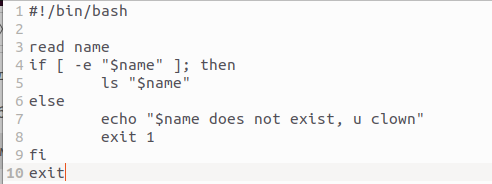 1 #!/bin/bash
2
3 read name
4 if [ -e "$name" ]; then
5         ls "$name"
6 else
7         echo "$name does not exist, u clown"
8         exit 1
9 fi
10 exit